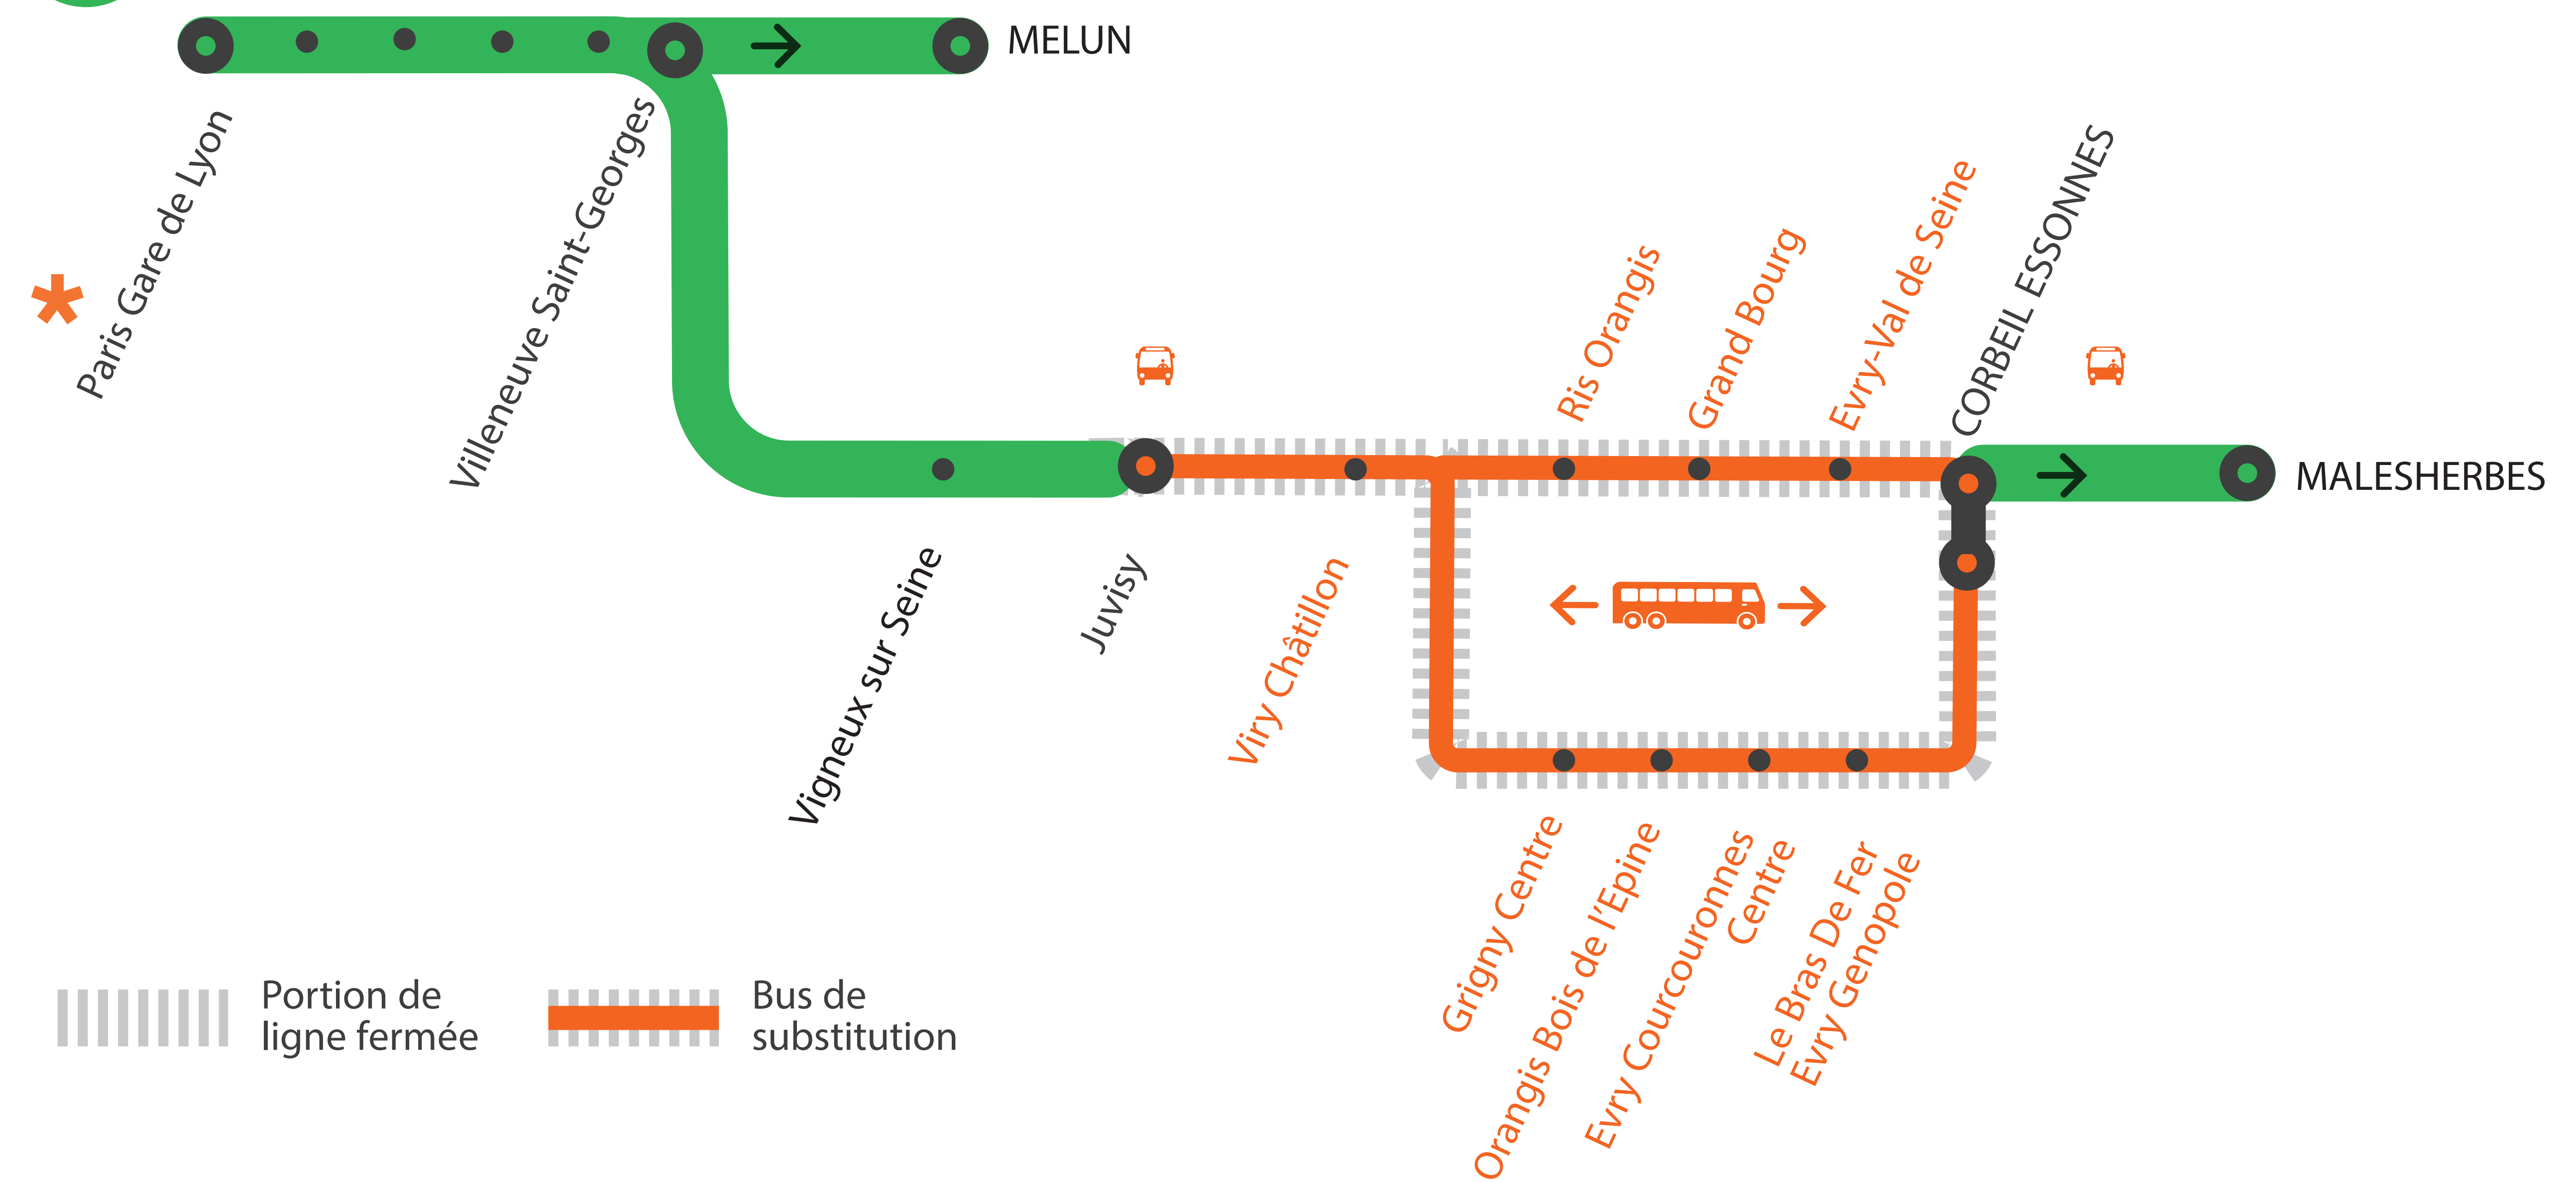 MELUN
Paris Gare de Lyon
*
Villeneuve Saint-Georges
Vigneux sur Seine
Juvisy
Viry Châtillon
Ris Orangis
Grand Bourg
Evry-Val de Seine
CORBEIL ESSONNES
MALESHERBES
Grigny Centre
Orangis Bois de l'Epine
Evry Courcouronnes
Centre
Le Bras De Fer
Evry Genopole
Portion de
ligne fermée
Bus de
substitution